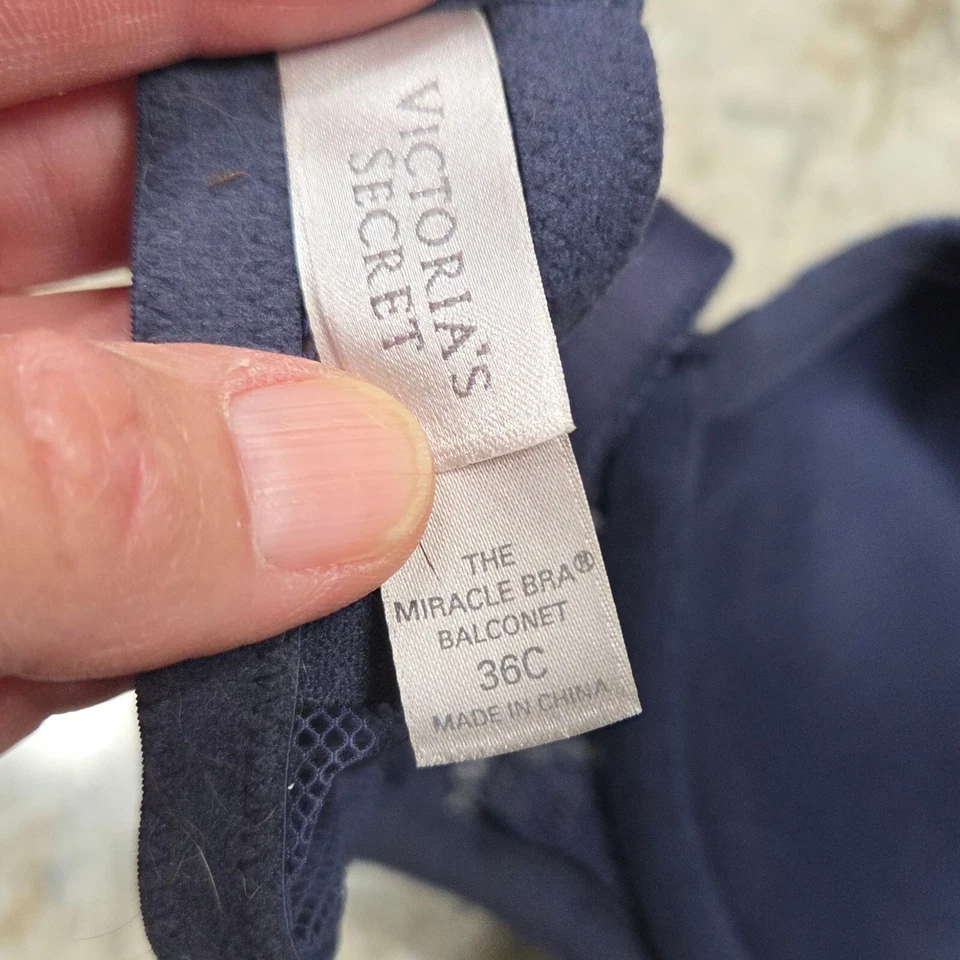 VICTORIA'S
SECRET
THE
MIRACLE BRA®
BALCONET
36C
MADE IN CHINA